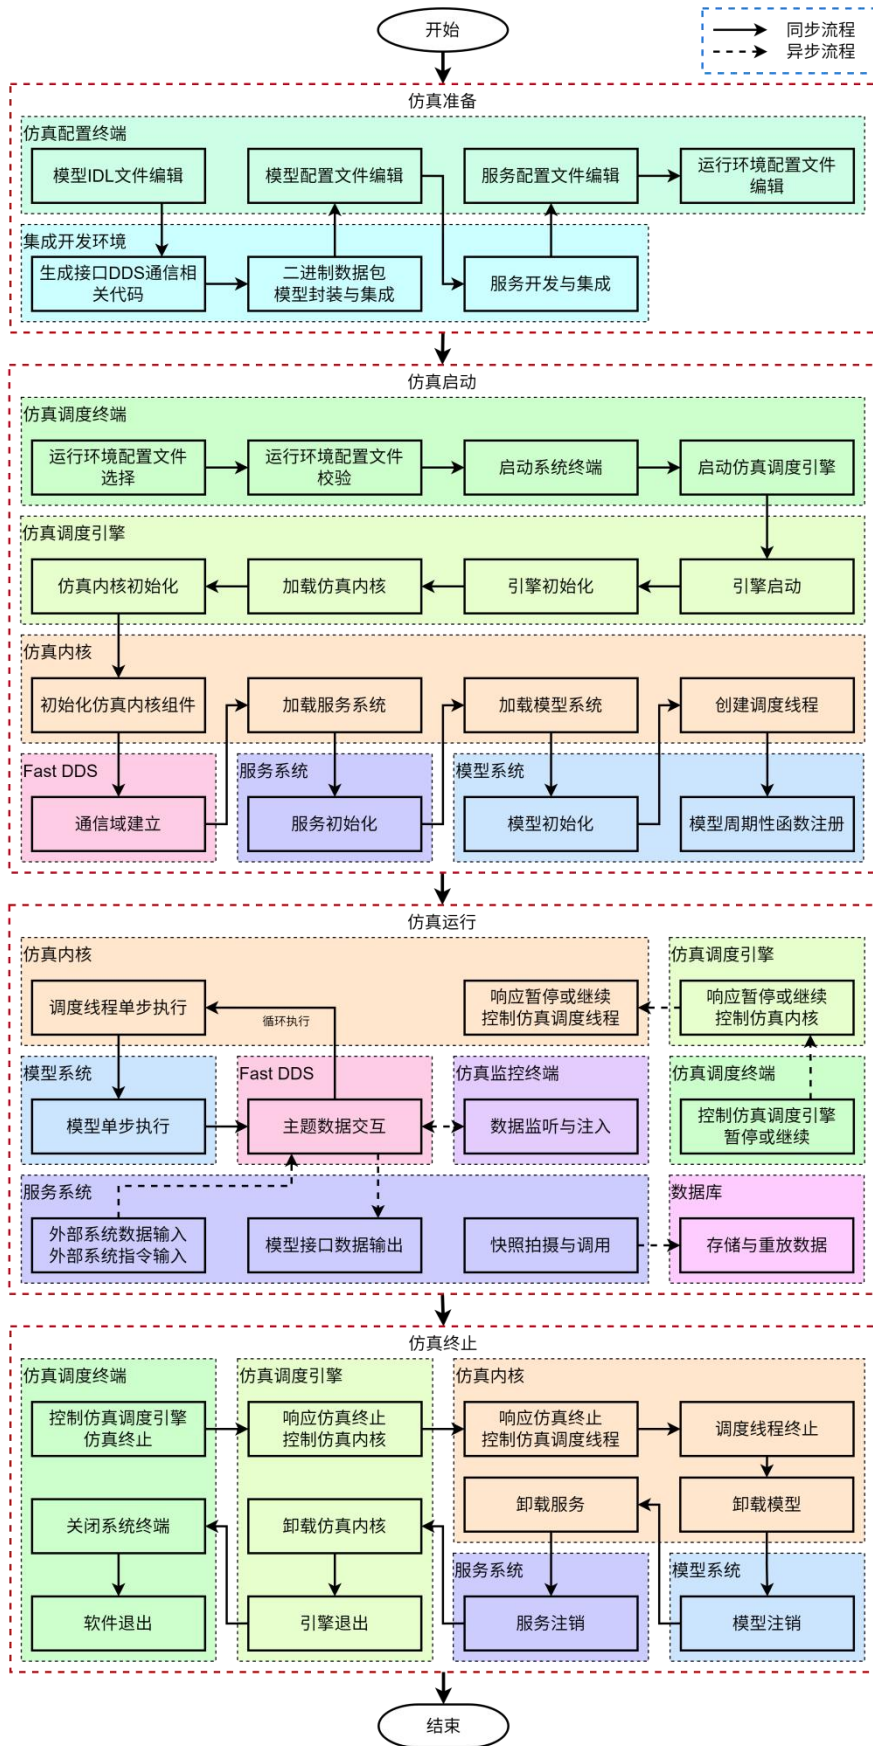 开始
同步流程
异步流程
仿真准备
仿真配置终端
模型IDL文件编辑
模型配置文件编辑
服务配置文件编辑
运行环境配置文件
编辑
集成开发环境
生成接口DDS通信相
关代码
二进制数据包
模型封装与集成
服务开发与集成
仿真启动
仿真调度终端
运行环境配置文件
选择
运行环境配置文件
校验
启动系统终端
启动仿真调度引擎
仿真调度引擎
仿真内核初始化
加载仿真内核
引擎初始化
引擎启动
仿真内核
初始化仿真内核组件
加载服务系统
加载模型系统
创建调度线程
Fast DDS
服务系统
模型系统
通信域建立
服务初始化
模型初始化
模型周期性函数注册
仿真运行
仿真内核
仿真调度引擎
调度线程单步执行
循环执行
响应暂停或继续
控制仿真调度线程
响应暂停或继续
控制仿真内核
模型系统
Fast DDS
仿真监控终端
仿真调度终端
模型单步执行
主题数据交互
数据监听与注入
控制仿真调度引擎
暂停或继续
服务系统
数据库
外部系统数据输入
外部系统指令输入
模型接口数据输出
快照拍摄与调用
存储与重放数据
仿真终止
仿真调度终端
仿真调度引擎
仿真内核
控制仿真调度引擎
仿真终止
响应仿真终止
控制仿真内核
响应仿真终止
控制仿真调度线程
调度线程终止
关闭系统终端
卸载仿真内核
卸载服务
卸载模型
服务系统
模型系统
软件退出
引擎退出
服务注销
模型注销
结束